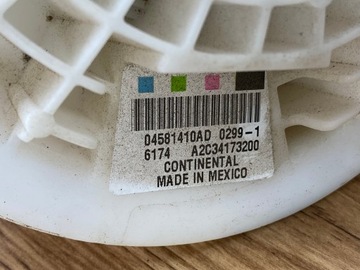 04581410AD 0299-1
6174 A2C34173200
CONTINENTAL
MADE IN MEXICO